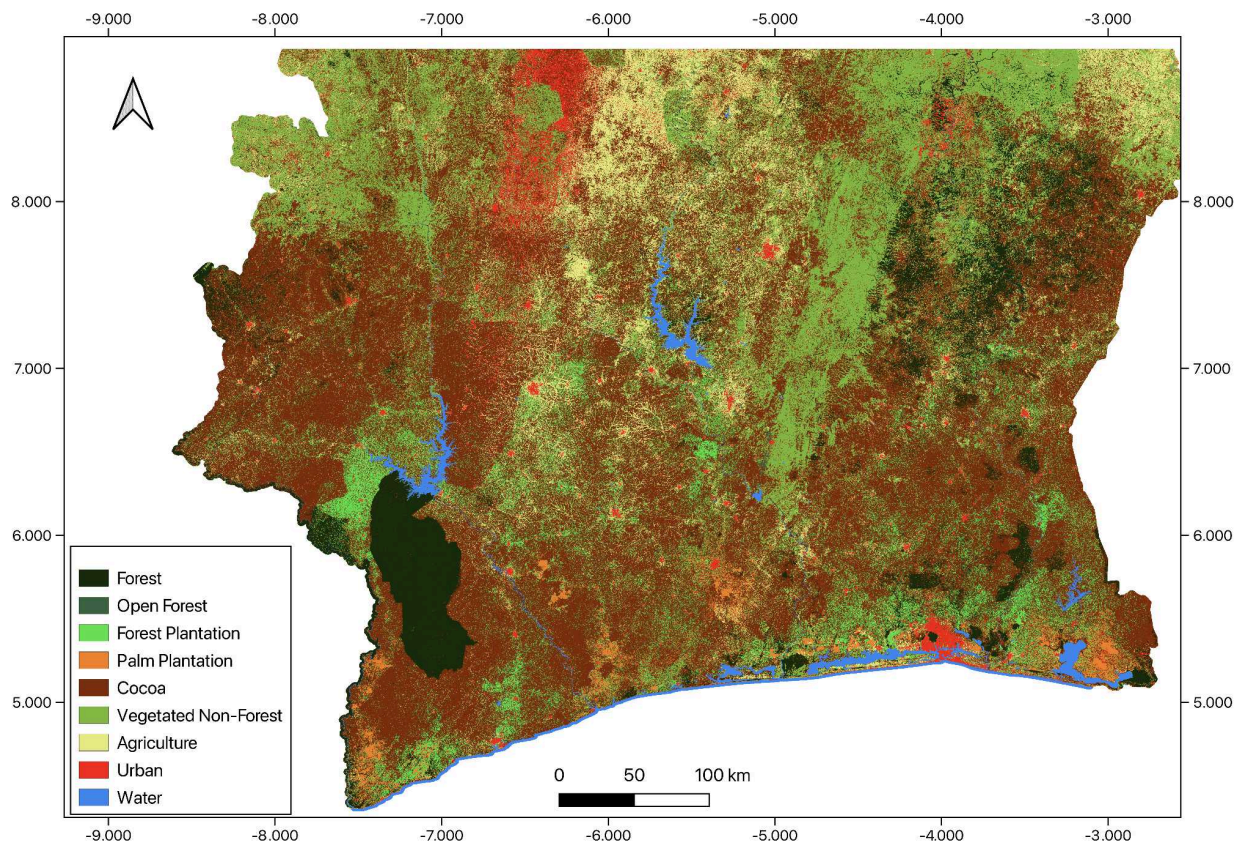 -9.000 -8.000 -7.000 -6.000 -5.000 -4.000 -3.000
8.000 8.000
7.000 7.000
6.000 6.000
5.000 5.000
Forest
Open Forest
Forest Plantation
Palm Plantation
Cocoa
Vegetated Non-Forest
Agriculture
Urban
Water
0 50 100 km
-9.000 -8.000 -7.000 -6.000 -5.000 -4.000 -3.000